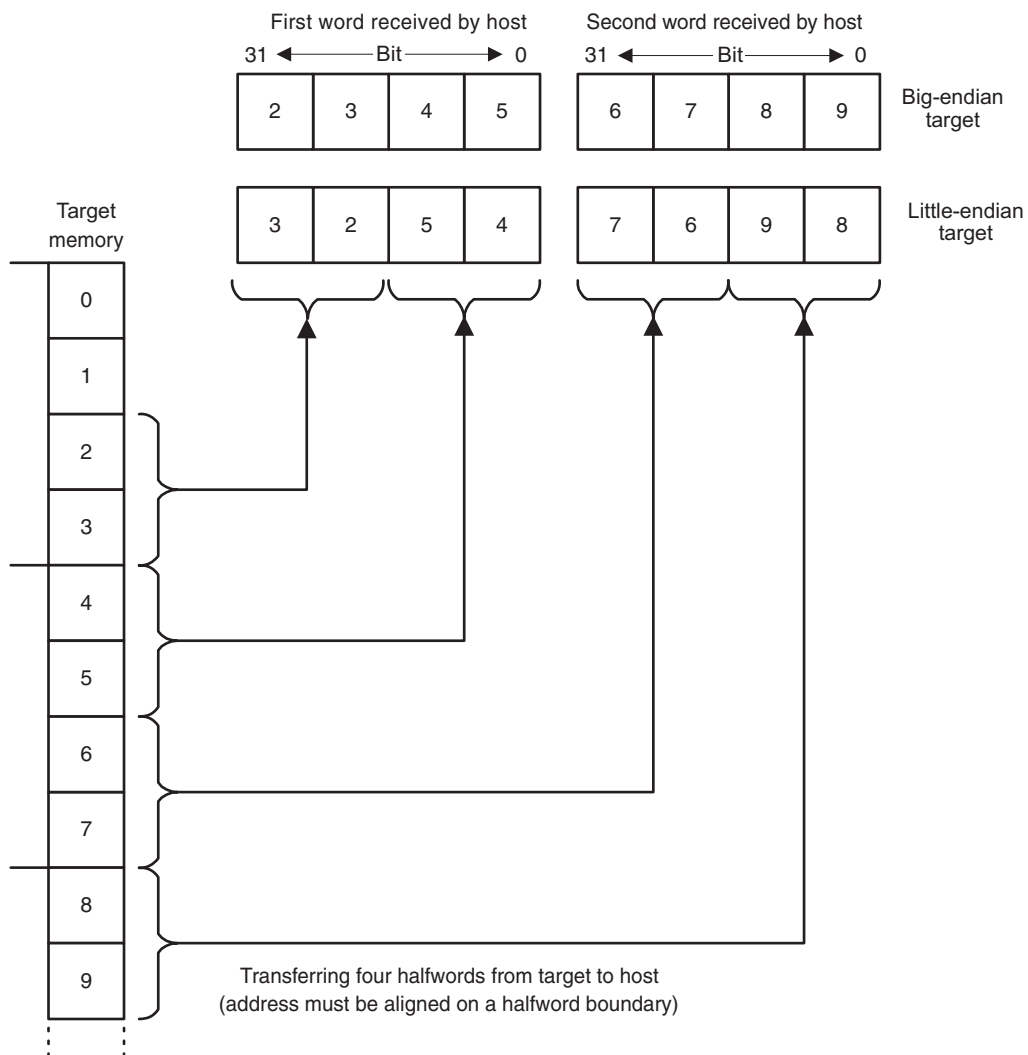 First word received by host
Second word received by host
31 Bit 0
31 Bit 0
2 3 4 5
6 7 8 9
Big-endian
target
3 2 5 4
7 6 9 8
Little-endian
target
Target
memory
0
1
2
3
4
5
6
7
8
9
Transferring four halfwords from target to host
(address must be aligned on a halfword boundary)